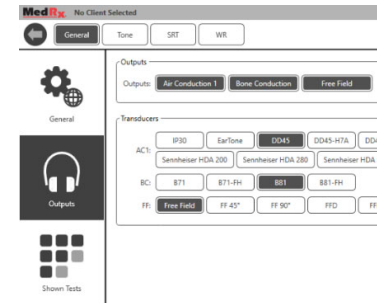 MedRx No Client Selected
General Tone SRT WR
Outputs
Outputs: Air Conduction 1 Bone Conduction Free Field
General
Transducers
AC1: IP30 EarTone DD45 DD45-H7A
Sennheiser HDA 200 Sennheiser HDA 280 Sennheiser HDA
BC: B71 B71-FH B81 B81-FH
Outputs
FF: Free Field FF 45° FF 90° FFD
Shown Tests